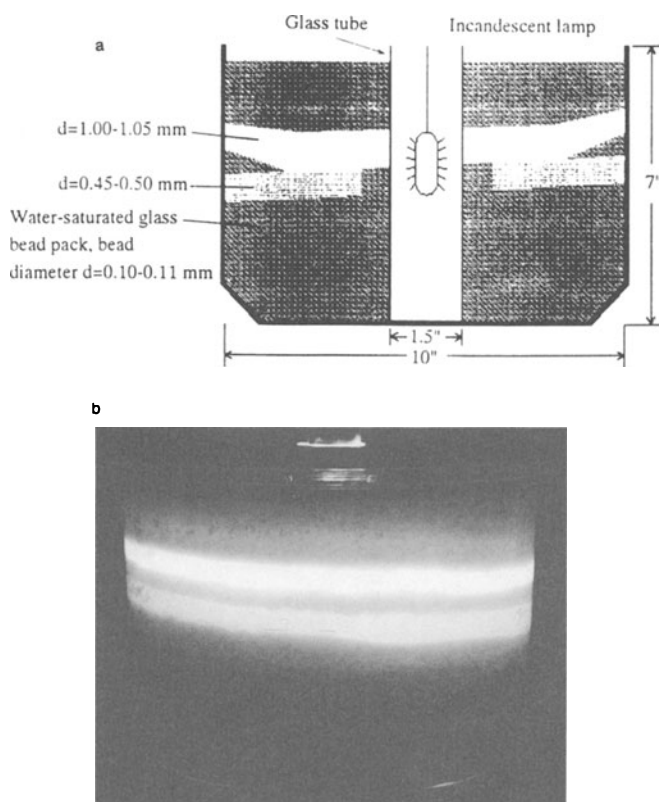 Glass tube
Incandescent lamp
a
d=1.00-1.05 mm
d=0.45-0.50 mm
Water-saturated glass
bead pack, bead
diameter d=0.10-0.11 mm
7"
1.5"
10"
b